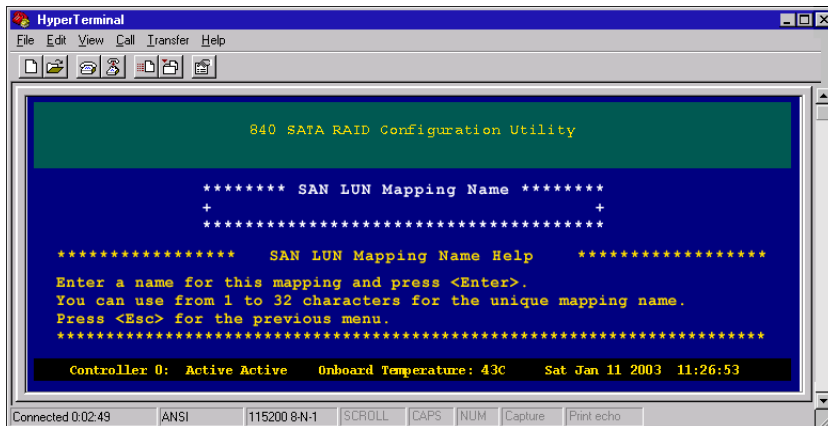 HyperTerminal
File Edit View Call Transfer Help
840 SATA RAID Configuration Utility
******** SAN LUN Mapping Name ********
+ +
**************************************
***************** SAN LUN Mapping Name Help ******************
Enter a name for this mapping and press <Enter>.
You can use from 1 to 32 characters for the unique mapping name.
Press <Esc> for the previous menu.
********************************************************************
Controller 0: Active Active Onboard Temperature: 43C Sat Jan 11 2003 11:26:53
Connected 0:02:49 ANSI 115200 8-N-1 SCROLL CAPS NUM Capture Print echo